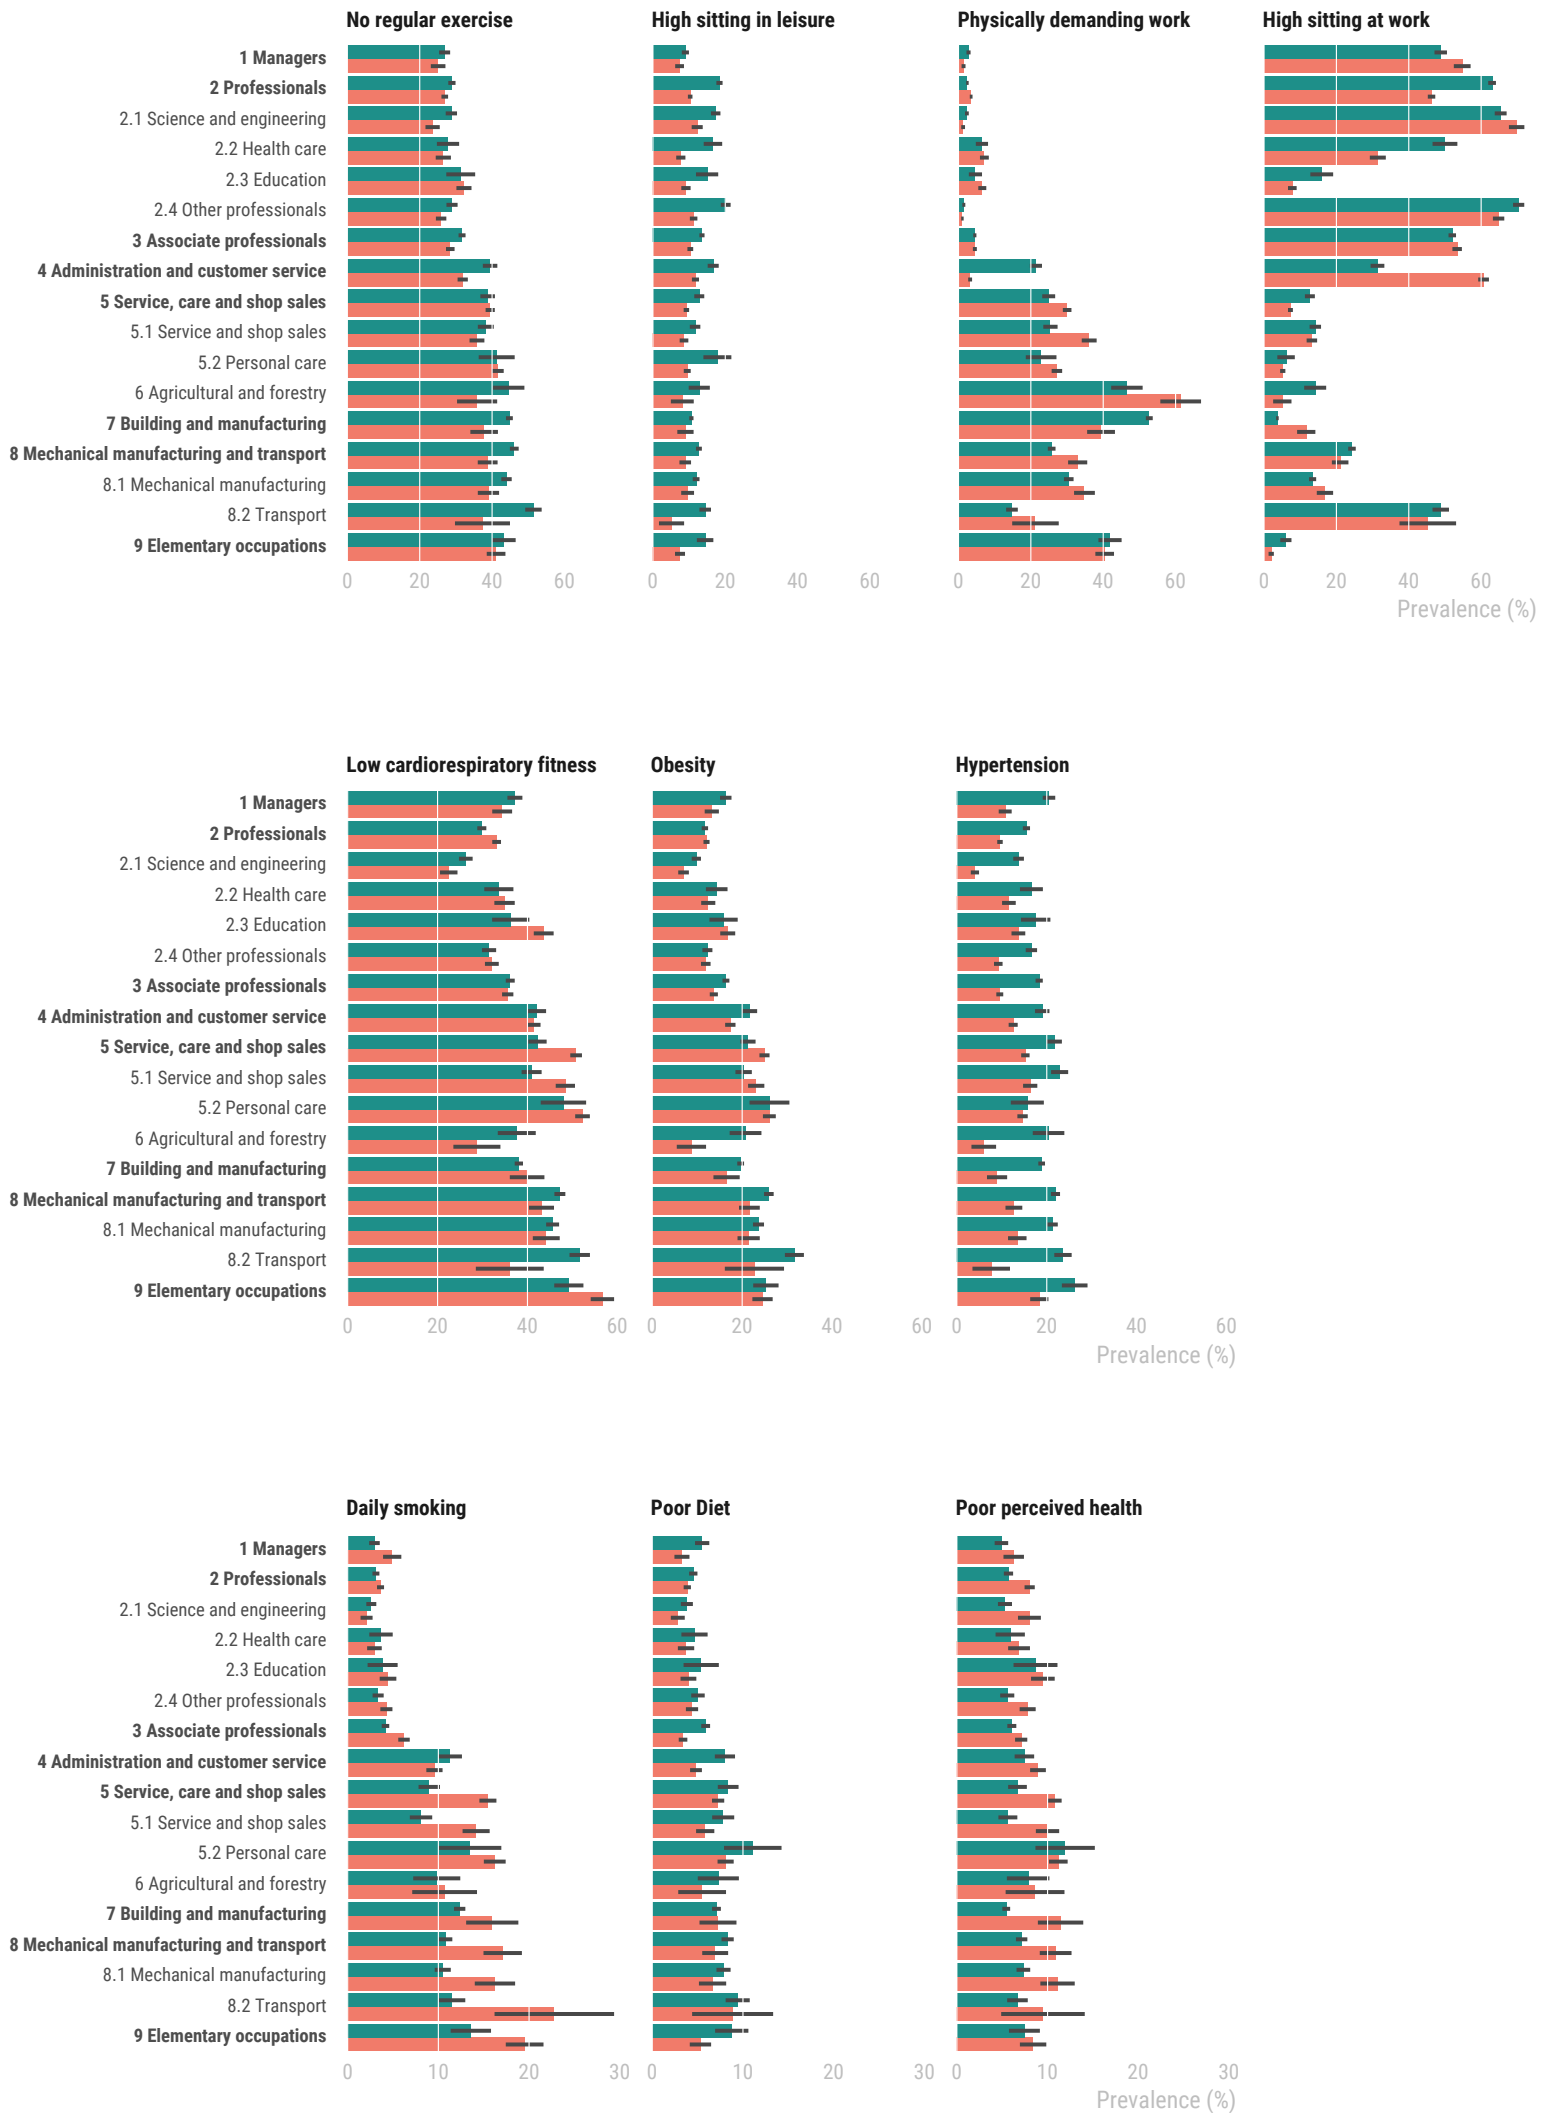 No regular exercise High sitting in leisure Physically demanding work High sitting at work
1 Managers
2 Professionals
2.1 Science and engineering
2.2 Health care
2.3 Education
2.4 Other professionals
3 Associate professionals
4 Administration and customer service
5 Service, care and shop sales
5.1 Service and shop sales
5.2 Personal care
6 Agricultural and forestry
7 Building and manufacturing
8 Mechanical manufacturing and transport
8.1 Mechanical manufacturing
8.2 Transport
9 Elementary occupations
0 20 40 60 0 20 40 60 0 20 40 60 0 20 40 60
Prevalence (%)
Low cardiorespiratory fitness Obesity Hypertension
1 Managers
2 Professionals
2.1 Science and engineering
2.2 Health care
2.3 Education
2.4 Other professionals
3 Associate professionals
4 Administration and customer service
5 Service, care and shop sales
5.1 Service and shop sales
5.2 Personal care
6 Agricultural and forestry
7 Building and manufacturing
8 Mechanical manufacturing and transport
8.1 Mechanical manufacturing
8.2 Transport
9 Elementary occupations
0 20 40 60 0 20 40 60 0 20 40 60
Prevalence (%)
Daily smoking Poor Diet Poor perceived health
1 Managers
2 Professionals
2.1 Science and engineering
2.2 Health care
2.3 Education
2.4 Other professionals
3 Associate professionals
4 Administration and customer service
5 Service, care and shop sales
5.1 Service and shop sales
5.2 Personal care
6 Agricultural and forestry
7 Building and manufacturing
8 Mechanical manufacturing and transport
8.1 Mechanical manufacturing
8.2 Transport
9 Elementary occupations
0 10 20 30 0 10 20 30 0 10 20 30
Prevalence (%)